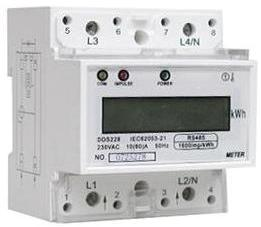 5 6 7 8
L3 L4/N
COM IMPULSE POWER
kWh
DDS228 IEC62053-21 RS485
230VAC 10(60)A 50Hz 1600imp/kWh
NO. METER
L1 L2/N
1 2 3 4